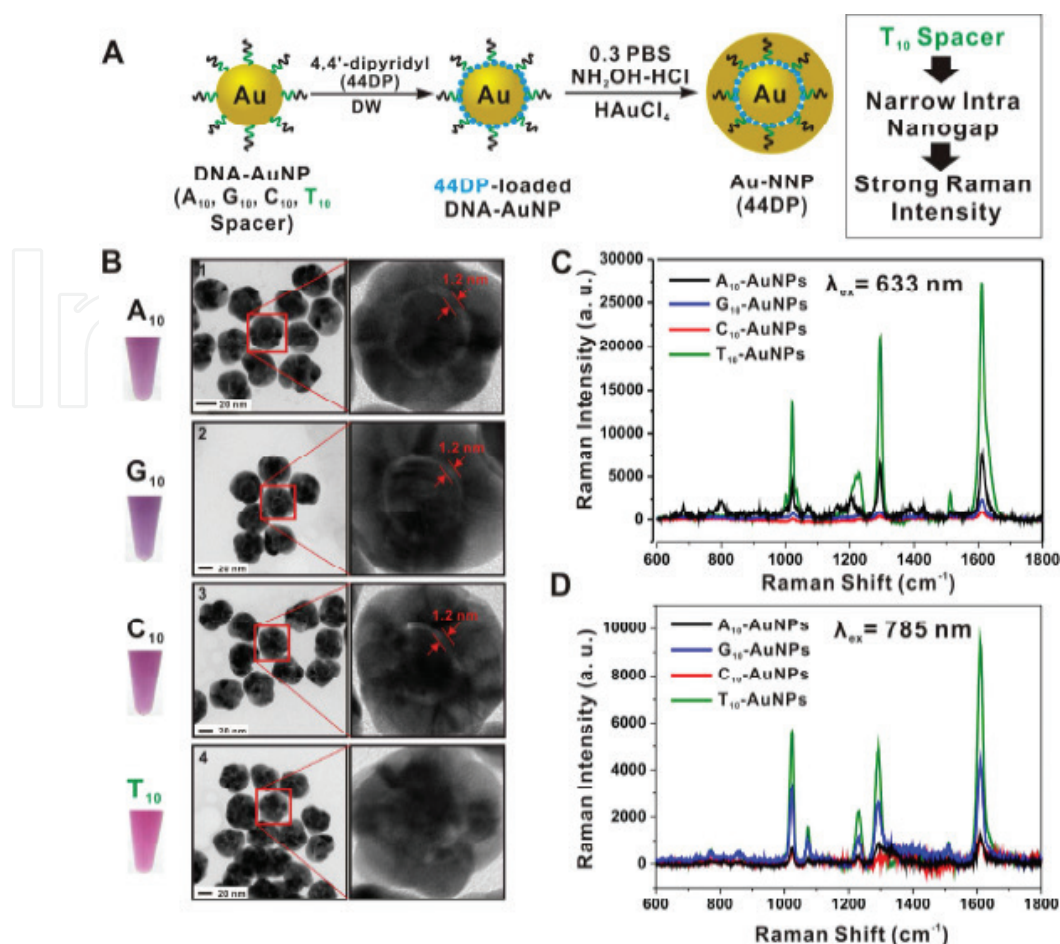 A
Au
DNA-AuNP
(A₁₀, G₁₀, C₁₀, T₁₀
Spacer)
4,4'-dipyridyl
(44DP)
DW
Au
44DP-loaded
DNA-AuNP
0.3 PBS
NH₂OH-HCl
HAuCl₄
Au
Au-NNP
(44DP)
T₁₀ Spacer
Narrow Intra
Nanogap
Strong Raman
Intensity
B
A₁₀
1
20 nm
1.2 nm
G₁₀
2
20 nm
1.2 nm
C₁₀
3
20 nm
1.2 nm
T₁₀
4
20 nm
C
λex = 633 nm
A₁₀-AuNPs
G₁₀-AuNPs
C₁₀-AuNPs
T₁₀-AuNPs
Raman Intensity (a. u.)
30000
25000
20000
15000
10000
5000
0
600 800 1000 1200 1400 1600 1800
Raman Shift (cm⁻¹)
D
λex = 785 nm
A₁₀-AuNPs
G₁₀-AuNPs
C₁₀-AuNPs
T₁₀-AuNPs
Raman Intensity (a. u.)
10000
8000
6000
4000
2000
0
600 800 1000 1200 1400 1600 1800
Raman Shift (cm⁻¹)